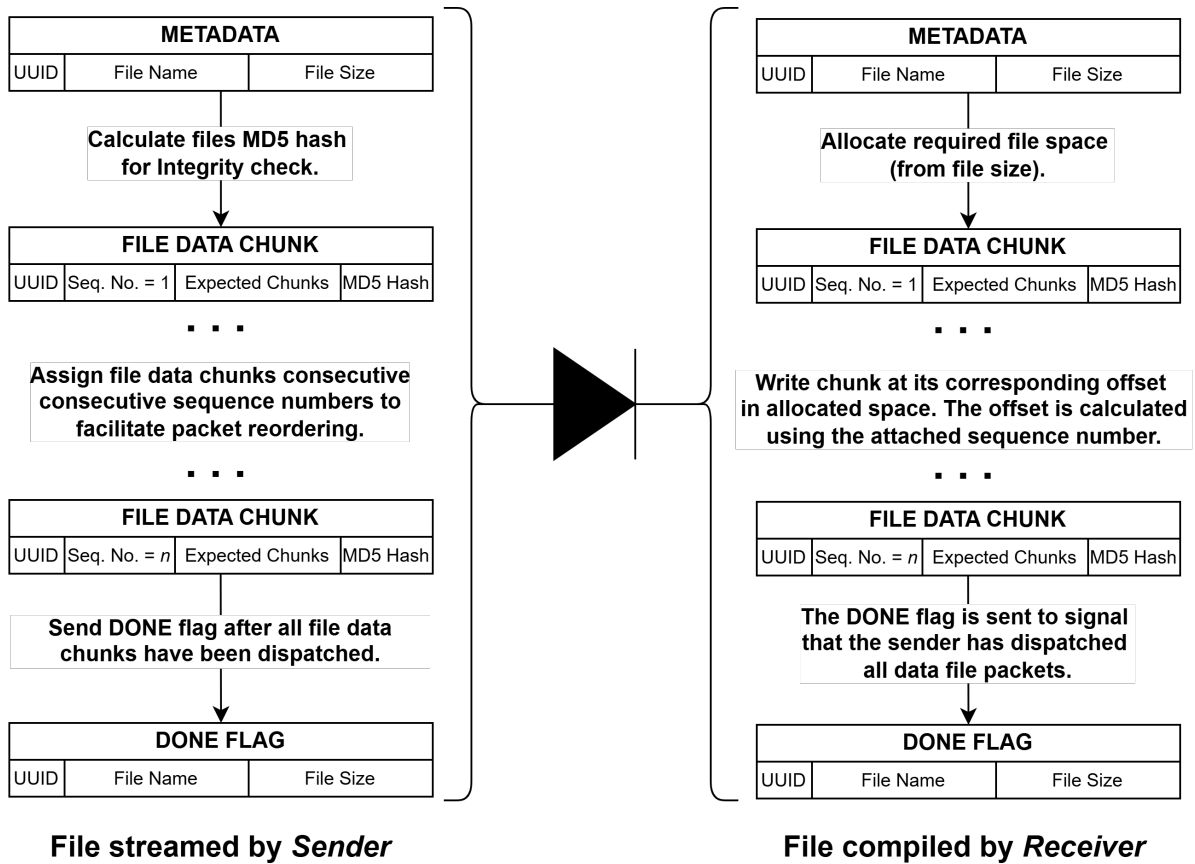 METADATA
UUID File Name File Size
Calculate files MD5 hash
for Integrity check.
FILE DATA CHUNK
UUID Seq. No. = 1 Expected Chunks MD5 Hash
. . .
Assign file data chunks consecutive
consecutive sequence numbers to
facilitate packet reordering.
. . .
FILE DATA CHUNK
UUID Seq. No. = n Expected Chunks MD5 Hash
Send DONE flag after all file data
chunks have been dispatched.
DONE FLAG
UUID File Name File Size
File streamed by Sender
METADATA
UUID File Name File Size
Allocate required file space
(from file size).
FILE DATA CHUNK
UUID Seq. No. = 1 Expected Chunks MD5 Hash
. . .
Write chunk at its corresponding offset
in allocated space. The offset is calculated
using the attached sequence number.
. . .
FILE DATA CHUNK
UUID Seq. No. = n Expected Chunks MD5 Hash
The DONE flag is sent to signal
that the sender has dispatched
all data file packets.
DONE FLAG
UUID File Name File Size
File compiled by Receiver